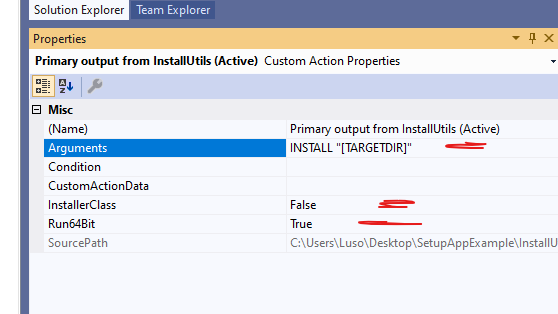 Solution Explorer Team Explorer
Properties
Primary output from InstallUtils (Active) Custom Action Properties
Misc
(Name) Primary output from InstallUtils (Active)
Arguments INSTALL "[TARGETDIR]"
Condition
CustomActionData
InstallerClass False
Run64Bit True
SourcePath C:\Users\Luso\Desktop\SetupAppExample\InstallU